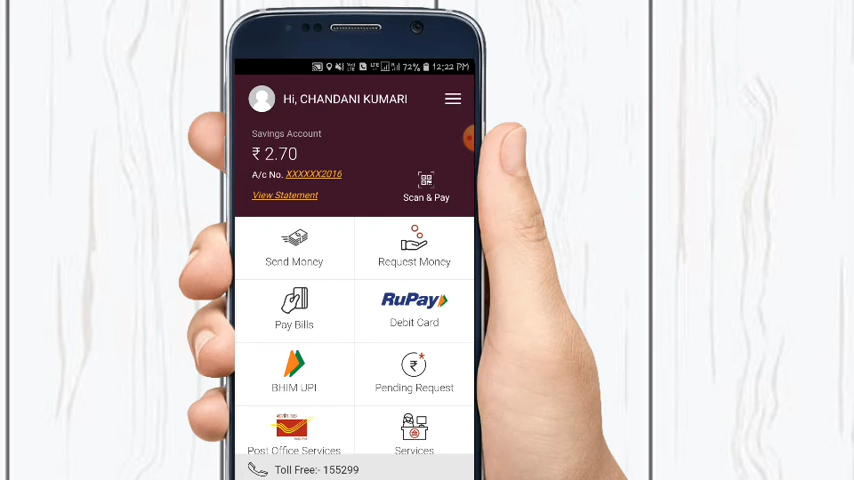 LTE 72% 12:22 PM
Hi, CHANDANI KUMARI
Savings Account
₹ 2.70
A/c No. XXXXXX2016
View Statement
Scan & Pay
Send Money
Request Money
Pay Bills
RuPay
Debit Card
BHIM UPI
Pending Request
Post Office Services
Services
Toll Free:- 155299